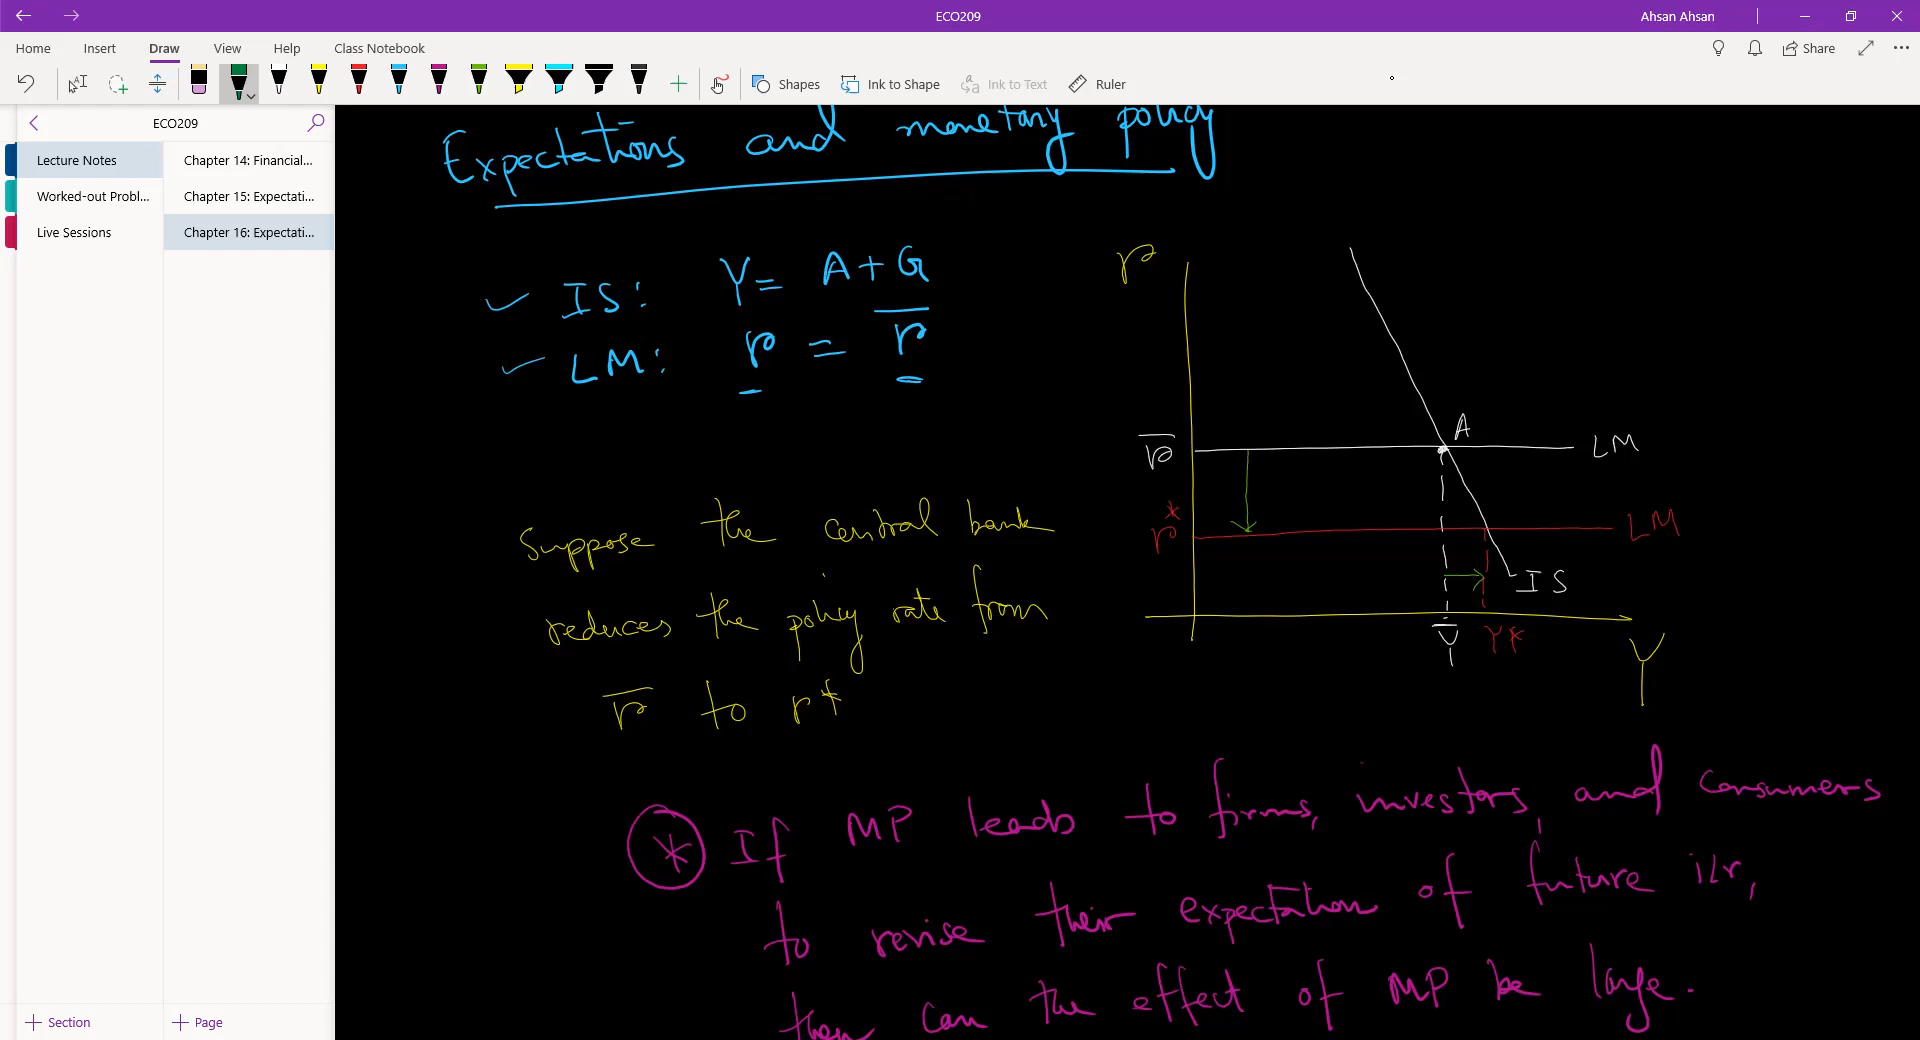 ECO209
Ahsan Ahsan
Home Insert Draw View Help Class Notebook
Share
Shapes
Ink to Shape
Ink to Text
Ruler
ECO209
Lecture Notes
Worked-out Probl...
Live Sessions
Chapter 14: Financial...
Chapter 15: Expectati...
Chapter 16: Expectati...
+ Section
+ Page
Expectations and monetary policy
✓ IS: Y = A + G
✓ LM: r = r̅
Suppose the central bank
reduces the policy rate from
r̅ to r*
r
r̅
A
LM
r*
LM
IS
Y̅
Y*
Y
* If MP leads to firms, investors, and consumers
to revise their expectation of future i/r,
then can the effect of MP be large.